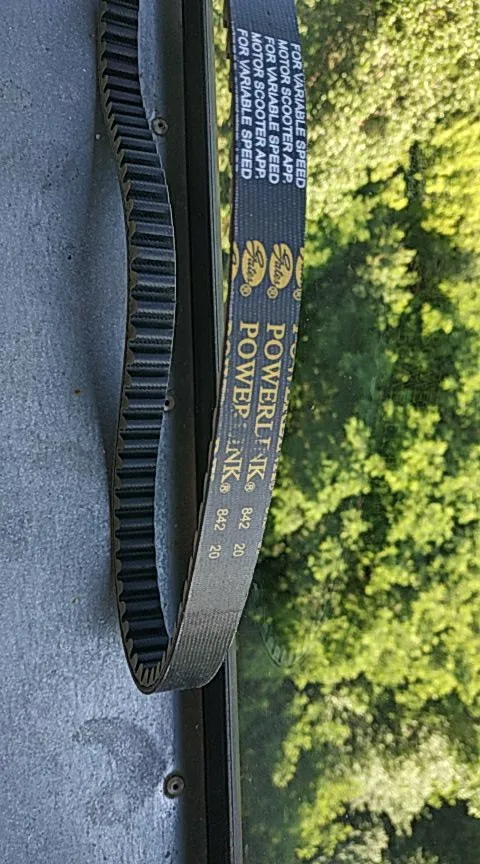 FOR VARIABLE SPEED
MOTOR SCOOTER APP.
FOR VARIABLE SPEED
MOTOR SCOOTER APP.
FOR VARIABLE SPEED
Gates ®
Gates ®
POWERLINK® 842 20
POWERLINK® 842 20